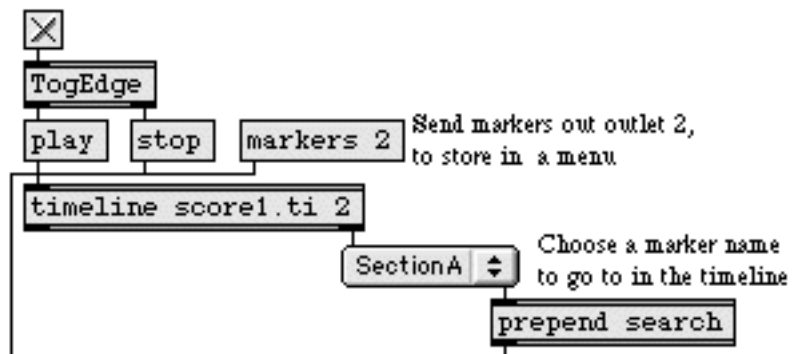 TogEdge
play
stop
markers 2
Send markers out outlet 2,
to store in a menu
timeline score1.ti 2
SectionA
Choose a marker name
to go to in the timeline
prepend search